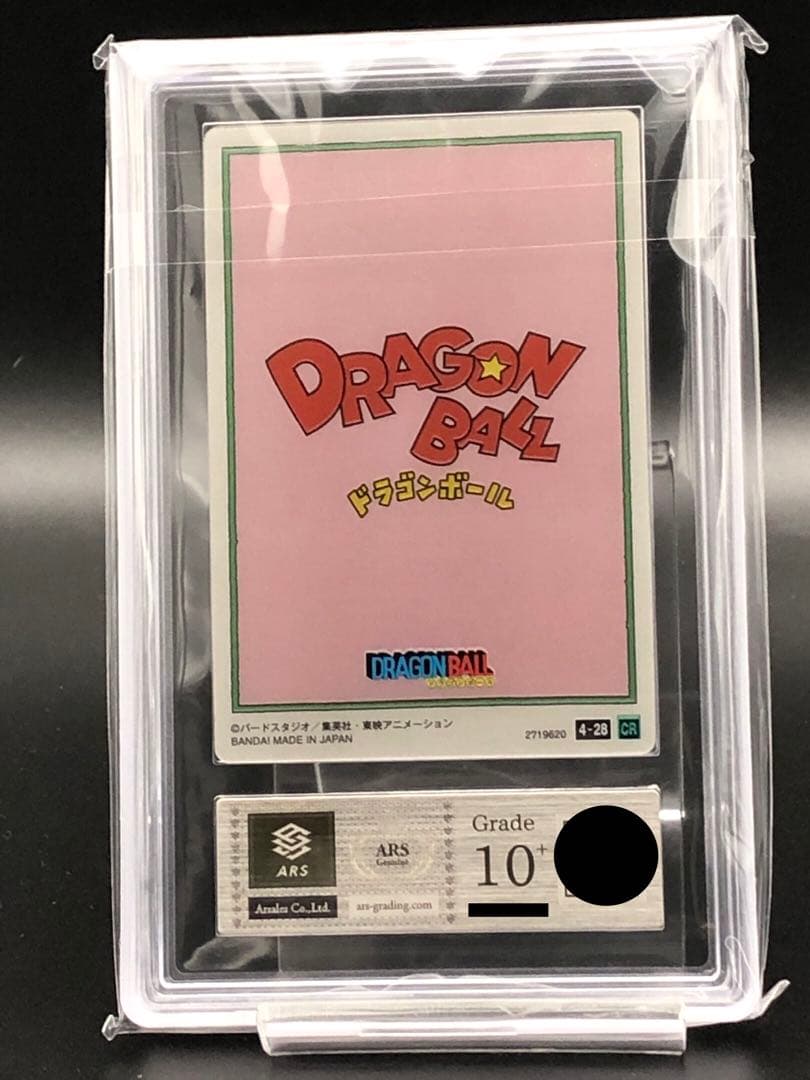 DRAGON
BALL
ドラゴンボール
DRAGON BALL
©バードスタジオ／集英社・東映アニメーション
BANDAI MADE IN JAPAN
2719620 4-28 CR
ARS
Arsales Co.,Ltd.
ARS
Genuine
ars-grading.com
Grade
10+